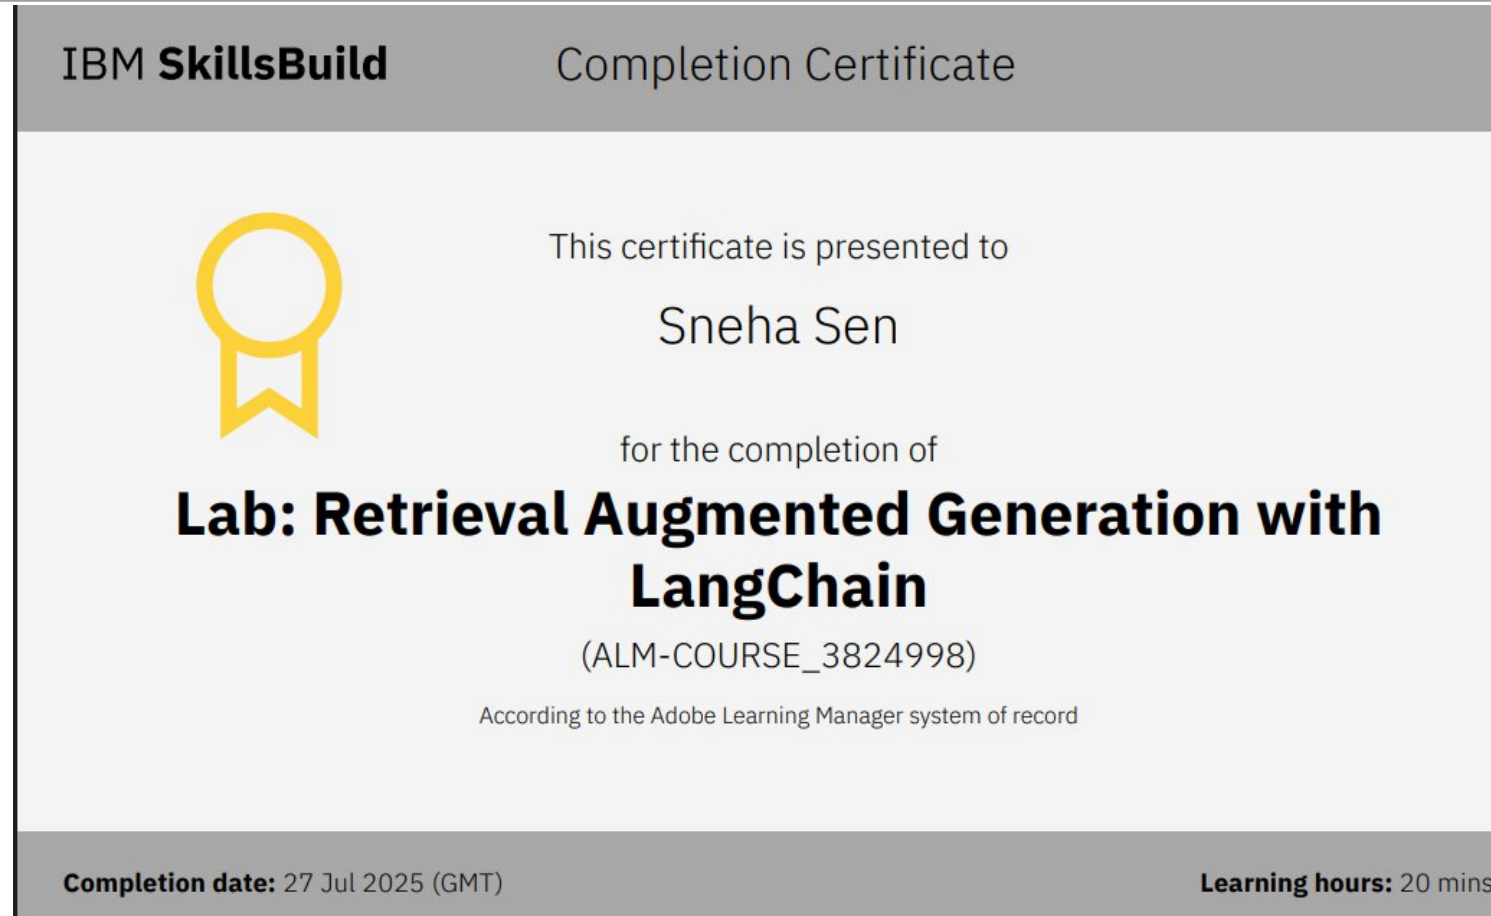 IBM SkillsBuild
Completion Certificate
This certificate is presented to
Sneha Sen
for the completion of
Lab: Retrieval Augmented Generation with
LangChain
(ALM-COURSE_3824998)
According to the Adobe Learning Manager system of record
Completion date: 27 Jul 2025 (GMT)
Learning hours: 20 mins